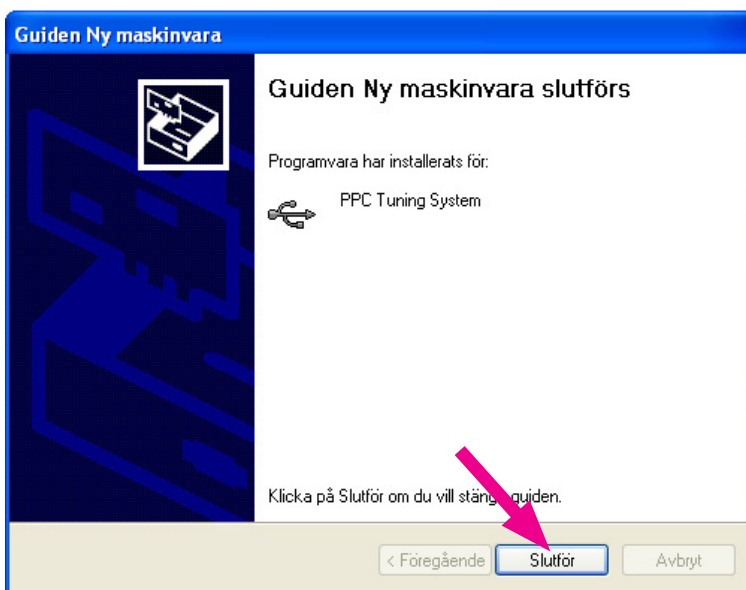 Guiden Ny maskinvara
Guiden Ny maskinvara slutförs
Programvara har installerats för:
PPC Tuning System
Klicka på Slutför om du vill stänga guiden.
< Föregående Slutför Avbryt